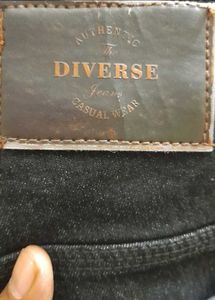 AUTHENTIC
The
DIVERSE
Jeans
CASUAL WEAR